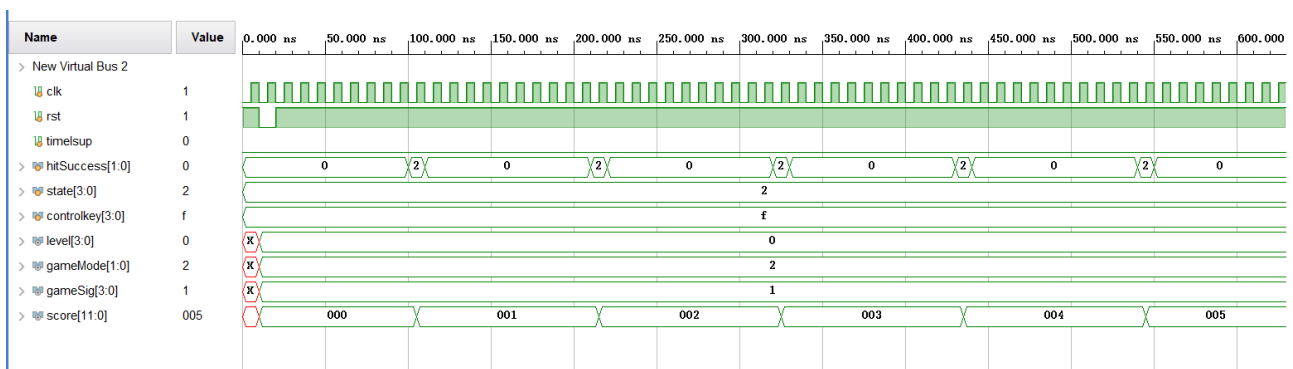 Name Value 0.000 ns 50.000 ns 100.000 ns 150.000 ns 200.000 ns 250.000 ns 300.000 ns 350.000 ns 400.000 ns 450.000 ns 500.000 ns 550.000 ns 600.000
New Virtual Bus 2
clk 1
rst 1
timeIsup 0
hitSuccess[1:0] 0 0 2 0 2 0 2 0 2 0 2 0
state[3:0] 2 2
controlkey[3:0] f f
level[3:0] 0 X 0
gameMode[1:0] 2 X 2
gameSig[3:0] 1 X 1
score[11:0] 005 000 001 002 003 004 005